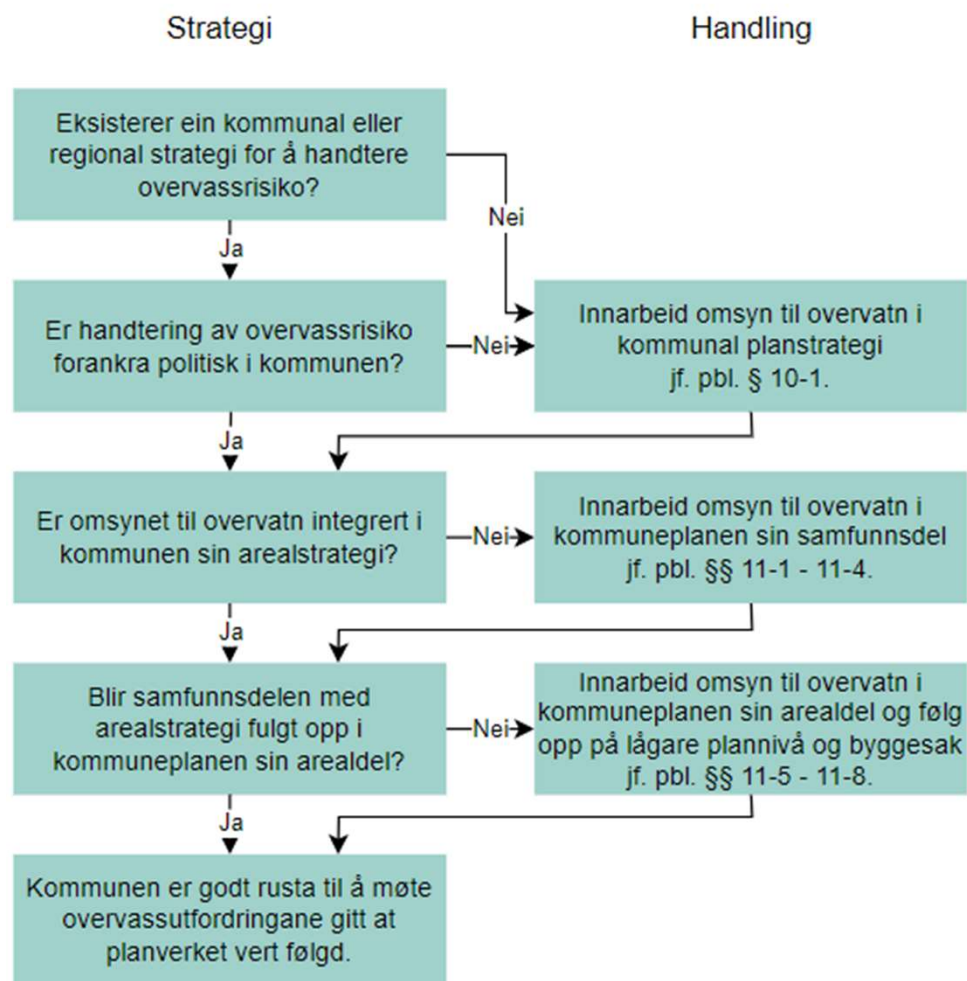 Strategi
Handling
Eksisterer ein kommunal eller
regional strategi for å handtere
overvassrisiko?
Nei
Ja
Er handtering av overvassrisiko
forankra politisk i kommunen?
Nei
Innarbeid omsyn til overvatn i
kommunal planstrategi
jf. pbl. § 10-1.
Ja
Er omsynet til overvatn integrert i
kommunen sin arealstrategi?
Nei
Innarbeid omsyn til overvatn i
kommuneplanen sin samfunnsdel
jf. pbl. §§ 11-1 - 11-4.
Ja
Blir samfunnsdelen med
arealstrategi fulgt opp i
kommuneplanen sin arealdel?
Nei
Innarbeid omsyn til overvatn i
kommuneplanen sin arealdel og følg
opp på lågare plannivå og byggesak
jf. pbl. §§ 11-5 - 11-8.
Ja
Kommunen er godt rusta til å møte
overvassutfordringane gitt at
planverket vert følgd.